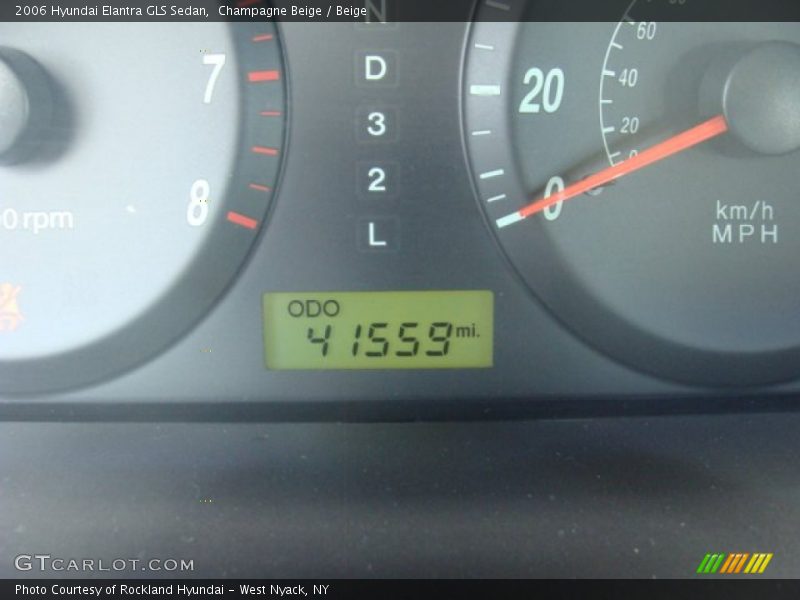 2006 Hyundai Elantra GLS Sedan,  Champagne Beige / Beige
N
7
D
20
60
40
3
20
0
2
8
0
0 rpm
km/h
L
MPH
ODO
41559 mi.
GTCARLOT.COM
Photo Courtesy of Rockland Hyundai - West Nyack, NY